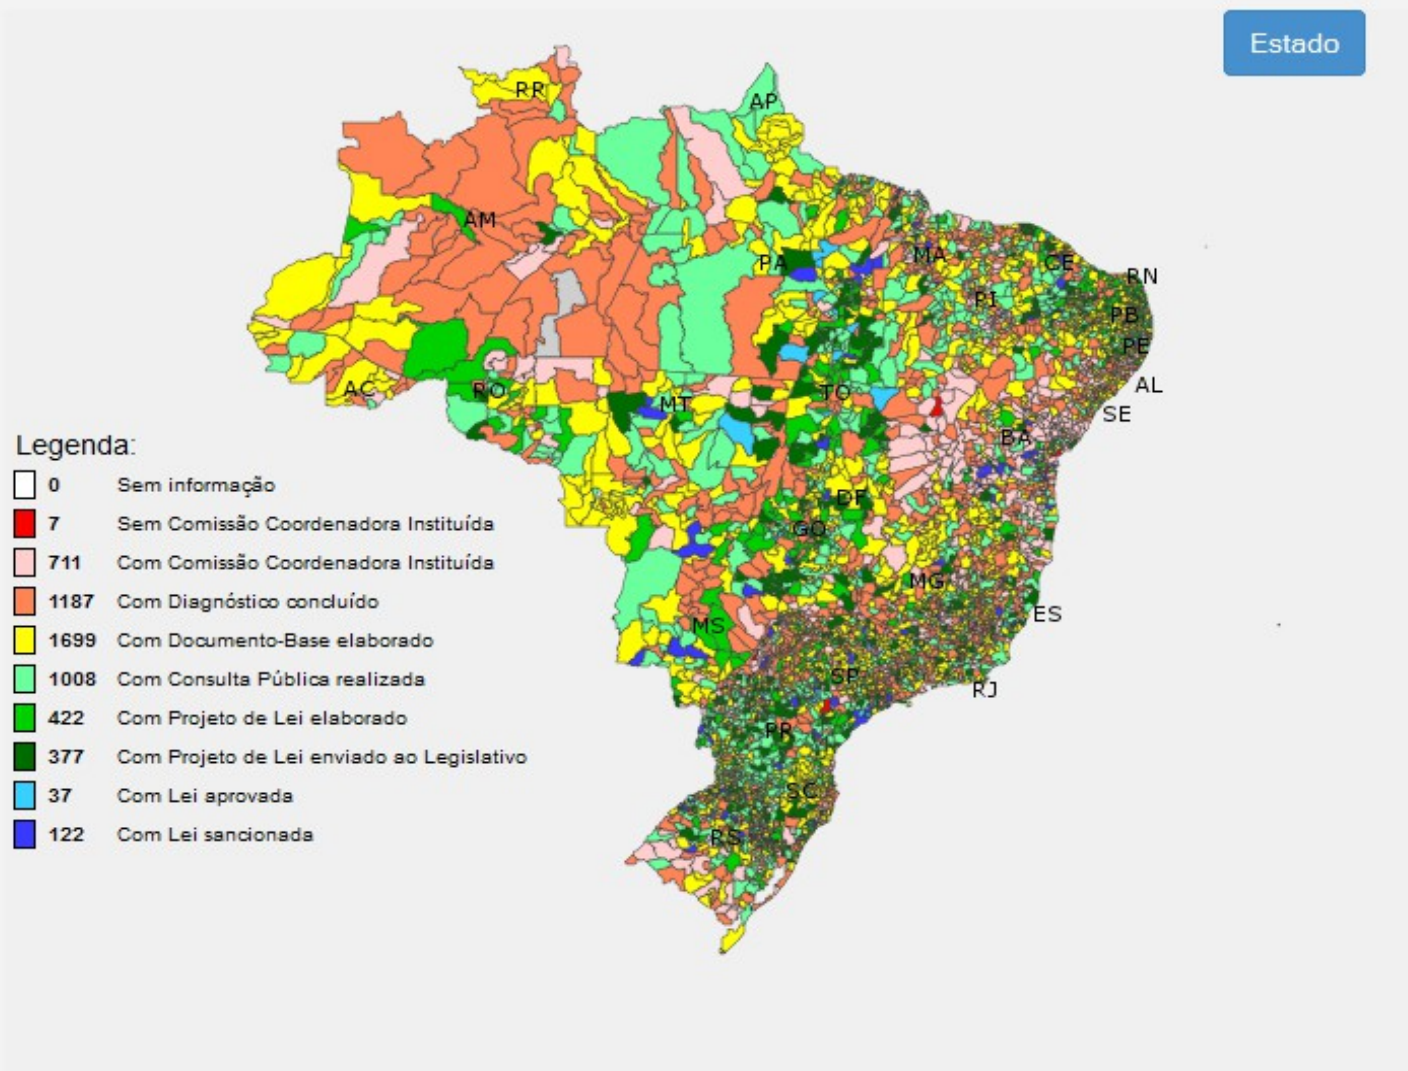 Estado
RR
AP
AM
PA
MA
CE
RN
PI
PB
PE
AC
RO
MT
TO
AL
SE
BA
DF
GO
MG
ES
MS
SP
RJ
PR
SC
RS
Legenda:
0 Sem informação
7 Sem Comissão Coordenadora Instituída
711 Com Comissão Coordenadora Instituída
1187 Com Diagnóstico concluído
1699 Com Documento-Base elaborado
1008 Com Consulta Pública realizada
422 Com Projeto de Lei elaborado
377 Com Projeto de Lei enviado ao Legislativo
37 Com Lei aprovada
122 Com Lei sancionada